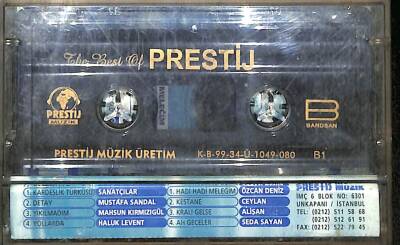 The Best Of PRESTİJ
PRESTİJ
MÜZİK
B
BANDSAN
PRESTİJ MÜZİK ÜRETİM K-B-99-34-Ü-1049-080 B1
1. KARDEŞLİK TÜRKÜSÜ SANATÇILAR
2. DETAY MUSTAFA SANDAL
3. YIKILMADIM MAHSUN KIRMIZIGÜL
4. YOLLARDA HALUK LEVENT
1. HADİ HADİ MELEĞİM ÖZCAN DENİZ
2. KESTANE CEYLAN
3. KRALI GELSE ALİŞAN
4. AH GECELER SEDA SAYAN
PRESTİJ MÜZİK
İMÇ 6 BLOK NO: 6301
UNKAPANI / İSTANBUL
TEL: (0212) 511 58 68
(0212) 512 61 91
FAX: (0212) 522 79 45